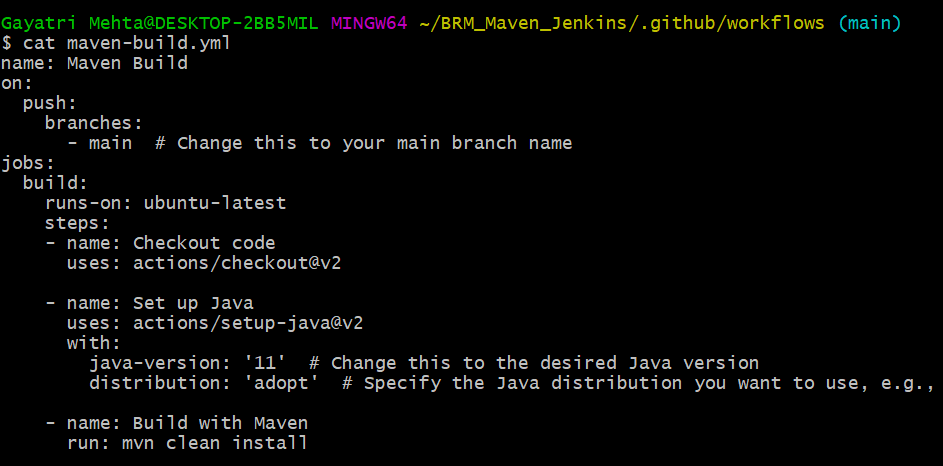 Gayatri Mehta@DESKTOP-2BB5MIL MINGW64 ~/BRM_Maven_Jenkins/.github/workflows (main)
$ cat maven-build.yml
name: Maven Build
on:
  push:
    branches:
      - main  # Change this to your main branch name
jobs:
  build:
    runs-on: ubuntu-latest
    steps:
    - name: Checkout code
      uses: actions/checkout@v2

    - name: Set up Java
      uses: actions/setup-java@v2
      with:
        java-version: '11'  # Change this to the desired Java version
        distribution: 'adopt'  # Specify the Java distribution you want to use, e.g.,

    - name: Build with Maven
      run: mvn clean install